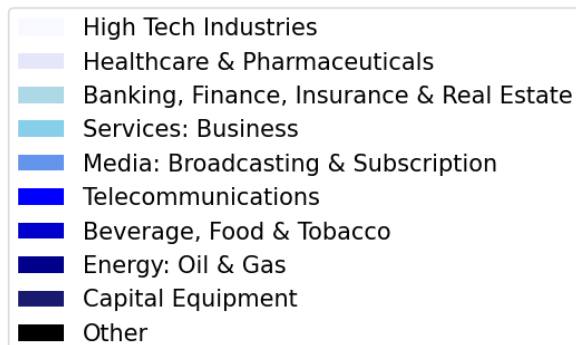 High Tech Industries
Healthcare & Pharmaceuticals
Banking, Finance, Insurance & Real Estate
Services: Business
Media: Broadcasting & Subscription
Telecommunications
Beverage, Food & Tobacco
Energy: Oil & Gas
Capital Equipment
Other